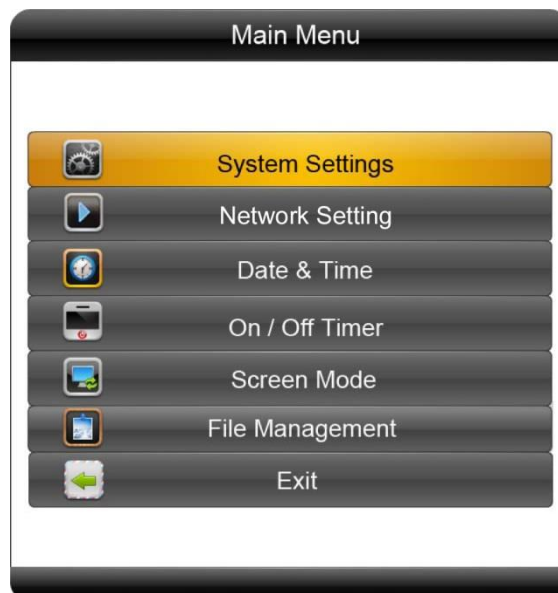 Main Menu
System Settings
Network Setting
Date & Time
On / Off Timer
Screen Mode
File Management
Exit